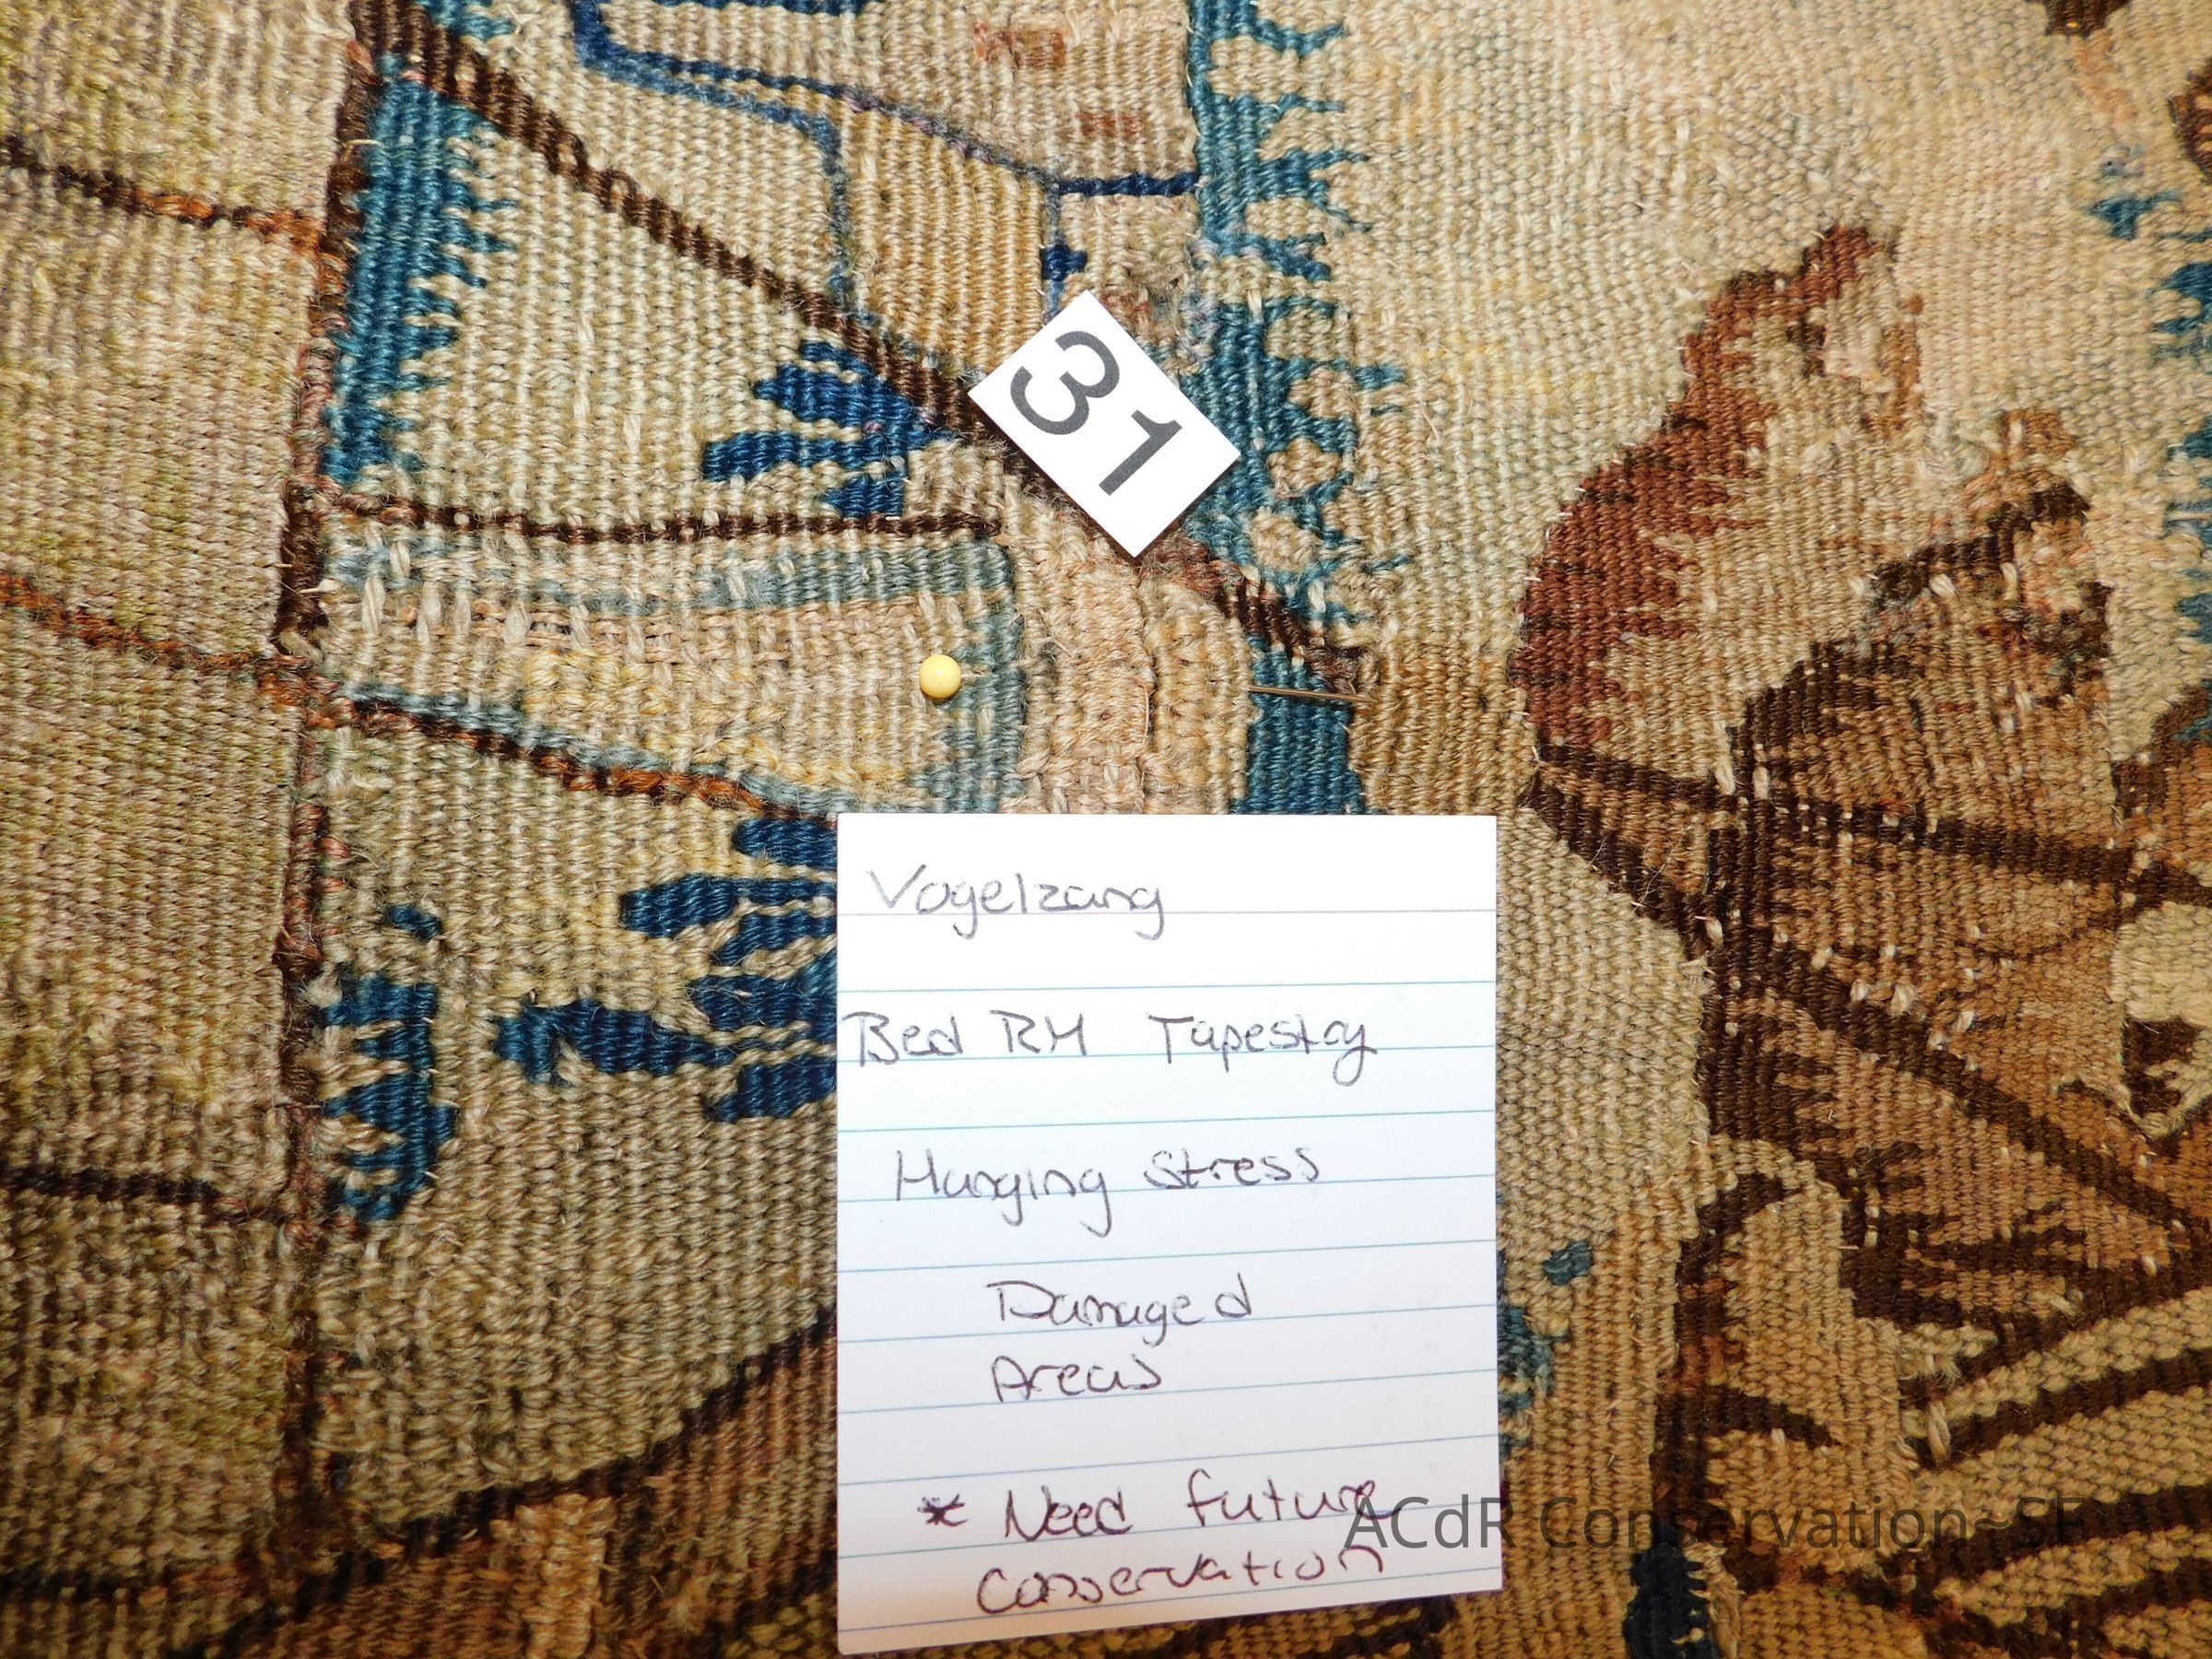 31
Vogelzang
Bed RM Tapestry
Hanging Stress
Damaged
Areas
* Need future
Conservation
ACdR Conservation~SF